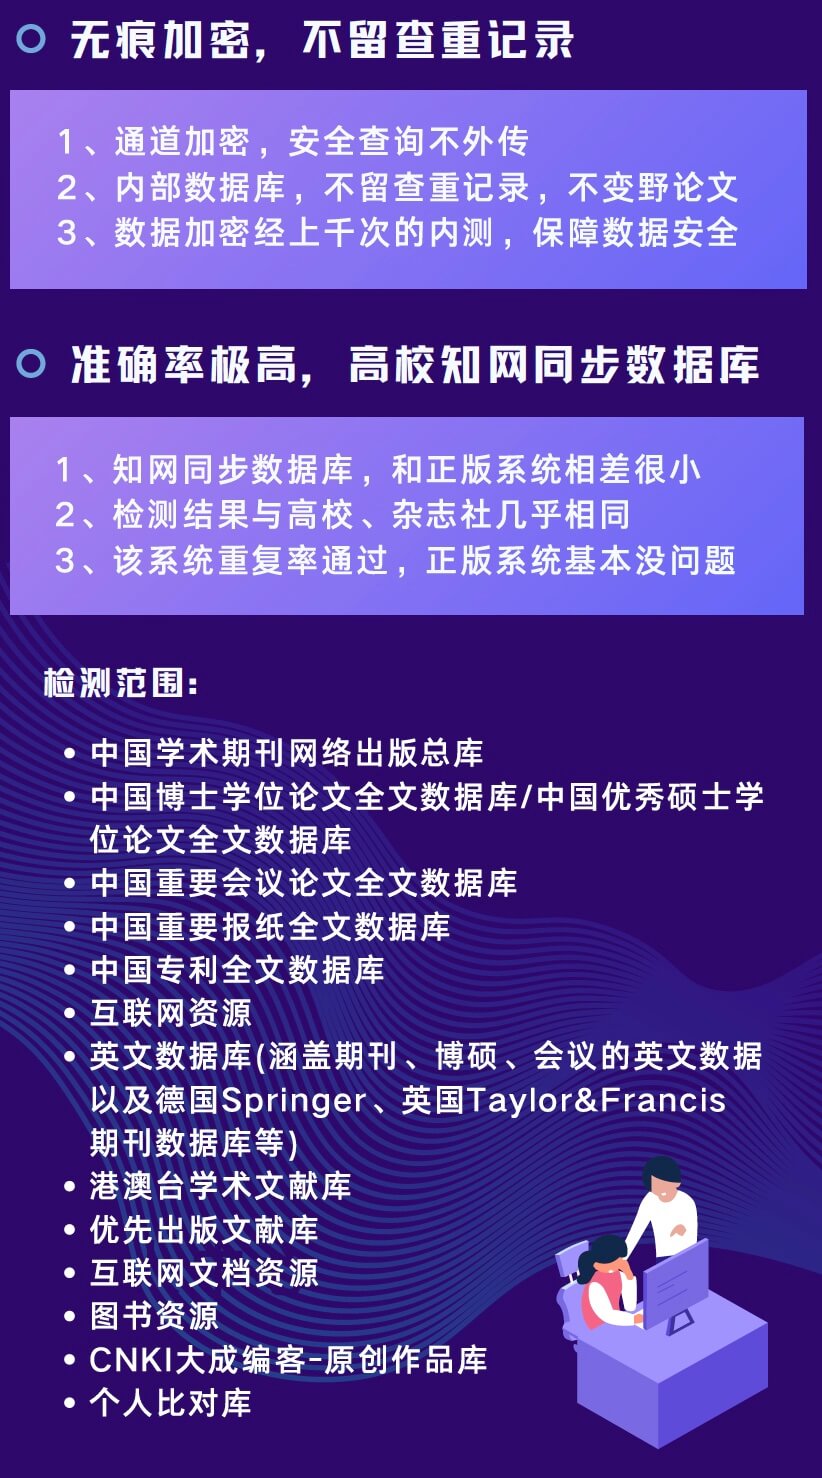 无痕加密，不留查重记录
1、通道加密，安全查询不外传
2、内部数据库，不留查重记录，不变野论文
3、数据加密经上千次的内测，保障数据安全
准确率极高，高校知网同步数据库
1、知网同步数据库，和正版系统相差很小
2、检测结果与高校、杂志社几乎相同
3、该系统重复率通过，正版系统基本没问题
检测范围：
• 中国学术期刊网络出版总库
• 中国博士学位论文全文数据库/中国优秀硕士学
位论文全文数据库
• 中国重要会议论文全文数据库
• 中国重要报纸全文数据库
• 中国专利全文数据库
• 互联网资源
• 英文数据库(涵盖期刊、博硕、会议的英文数据
以及德国Springer、英国Taylor&Francis
期刊数据库等)
• 港澳台学术文献库
• 优先出版文献库
• 互联网文档资源
• 图书资源
• CNKI大成编客-原创作品库
• 个人比对库